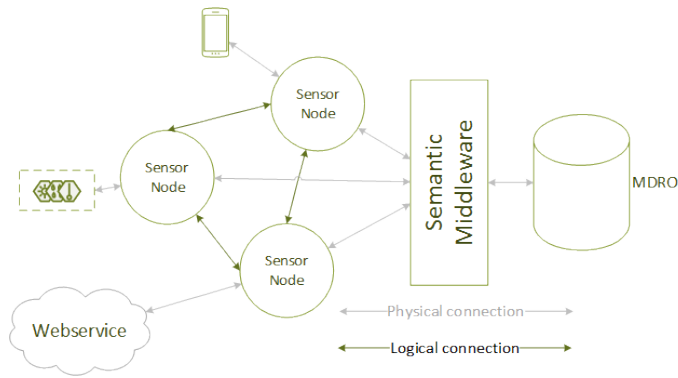 Sensor
Node
Sensor
Node
Sensor
Node
Semantic
Middleware
MDRO
Webservice
Physical connection
Logical connection